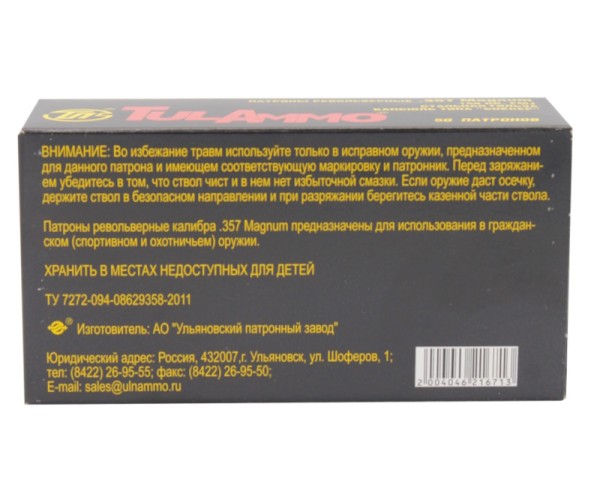 ПАТРОНЫ РЕВОЛЬВЕРНЫЕ .357 Magnum
TULAMMO
50 ПАТРОНОВ
ВНИМАНИЕ: Во избежание травм используйте только в исправном оружии, предназначенном
для данного патрона и имеющем соответствующую маркировку и патронник. Перед заряжани-
ем убедитесь в том, что ствол чист и в нем нет избыточной смазки. Если оружие даст осечку,
держите ствол в безопасном направлении и при разряжании берегитесь казенной части ствола.
Патроны револьверные калибра .357 Magnum предназначены для использования в граждан-
ском (спортивном и охотничьем) оружии.
ХРАНИТЬ В МЕСТАХ НЕДОСТУПНЫХ ДЛЯ ДЕТЕЙ
ТУ 7272-094-08629358-2011
® Изготовитель: АО "Ульяновский патронный завод"
Юридический адрес: Россия, 432007,г. Ульяновск, ул. Шоферов, 1;
тел: (8422) 26-95-55; факс: (8422) 26-95-50;
E-mail: sales@ulnammo.ru
2004046216713